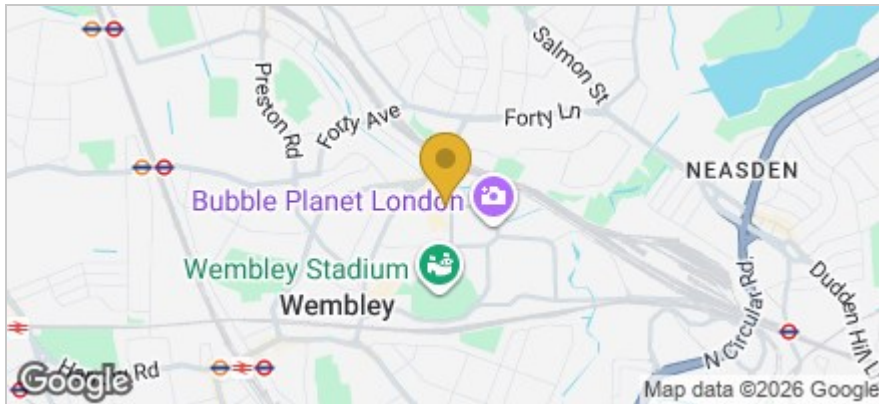 Salmon St
Preston Rd
Forty Ave
Forty Ln
NEASDEN
Bubble Planet London
Wembley Stadium
Wembley
N Circular Rd
Dudden Hill L
Rd
Google
Map data ©2026 Google